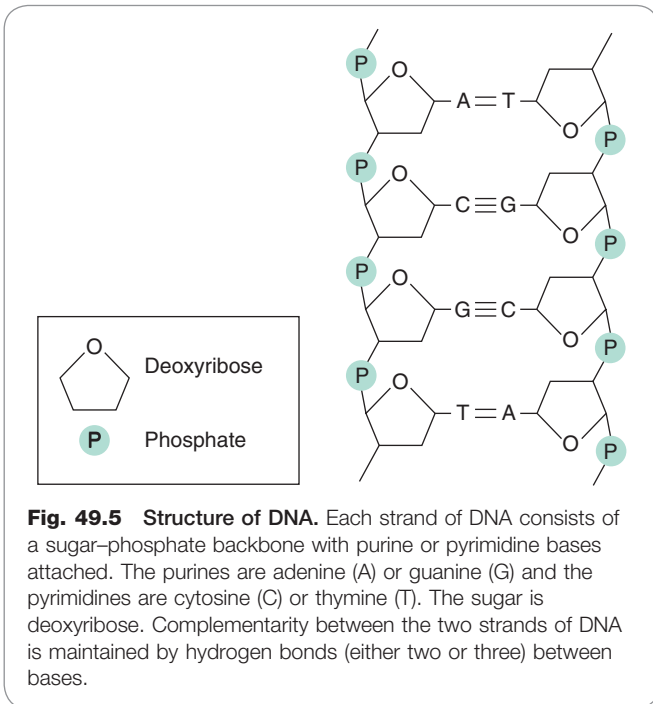 P
O
A
T
O
P
P
O
C
G
O
P
P
O
G
C
O
P
P
O
T
A
O
P
O
Deoxyribose
P
Phosphate
Fig. 49.5 Structure of DNA. Each strand of DNA consists of
a sugar–phosphate backbone with purine or pyrimidine bases
attached. The purines are adenine (A) or guanine (G) and the
pyrimidines are cytosine (C) or thymine (T). The sugar is
deoxyribose. Complementarity between the two strands of DNA
is maintained by hydrogen bonds (either two or three) between
bases.